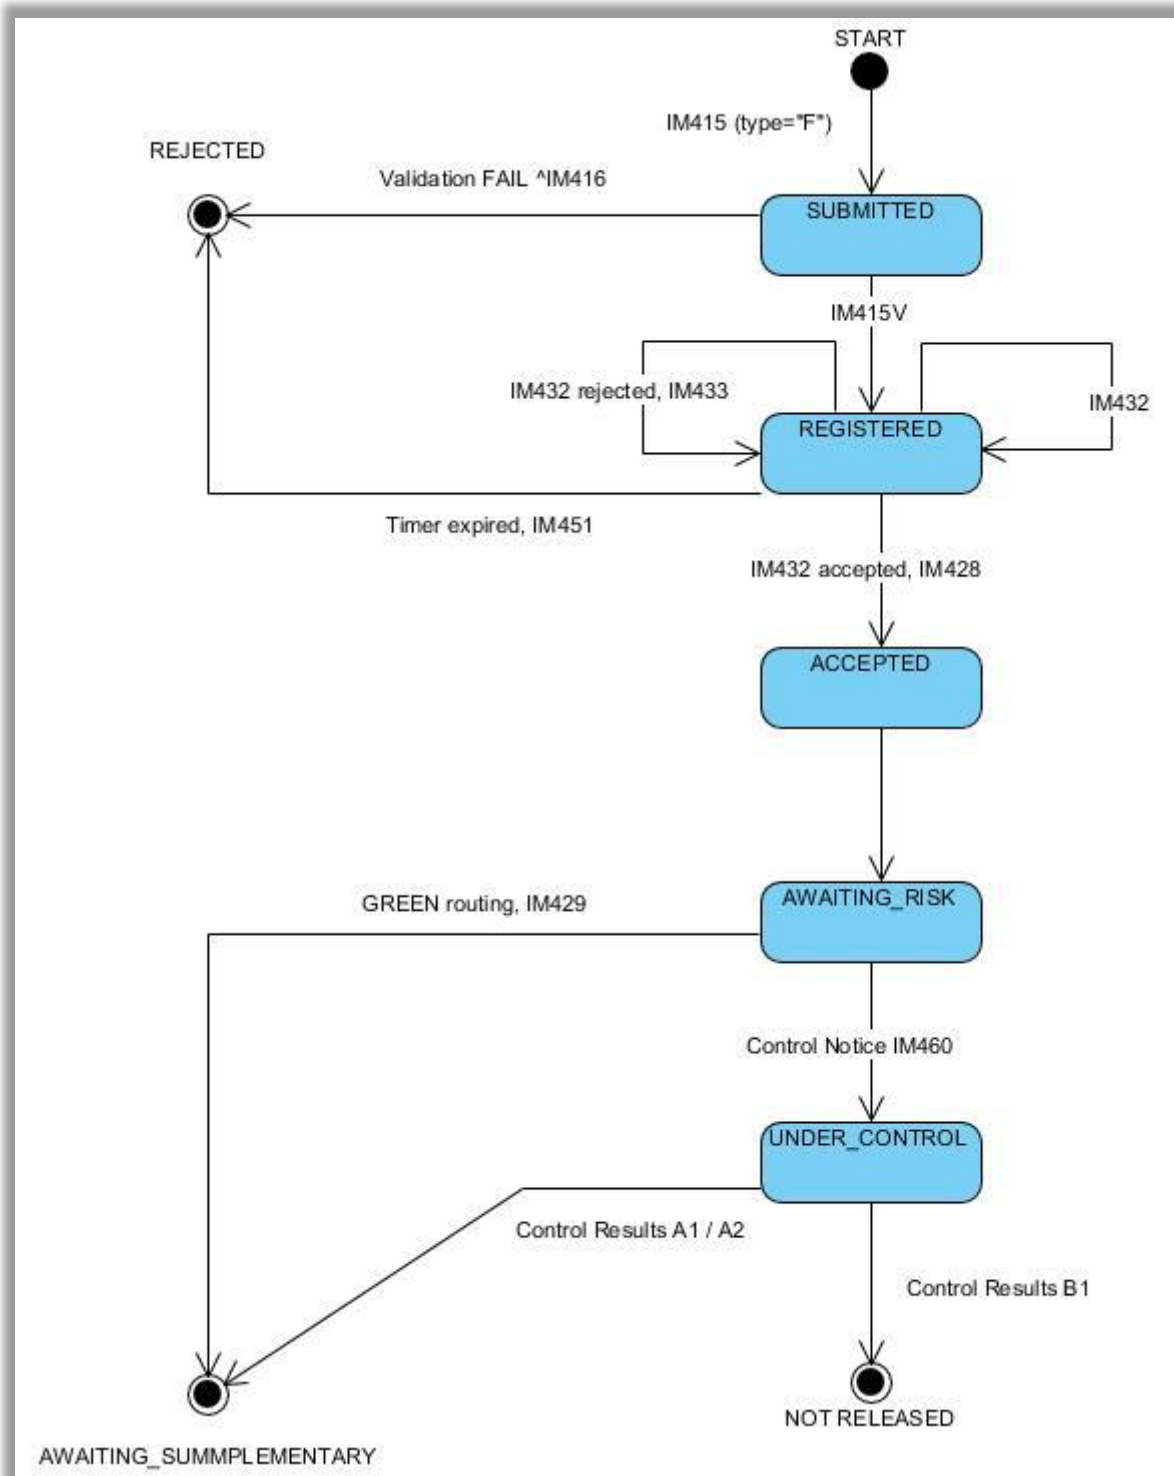 START
IM415 (type="F")
REJECTED
Validation FAIL ^IM416
SUBMITTED
IM415V
IM432 rejected, IM433
IM432
REGISTERED
Timer expired, IM451
IM432 accepted, IM428
ACCEPTED
AWAITING_RISK
GREEN routing, IM429
Control Notice IM460
UNDER_CONTROL
Control Results A1 / A2
Control Results B1
NOT RELEASED
AWAITING_SUMMPLEMENTARY